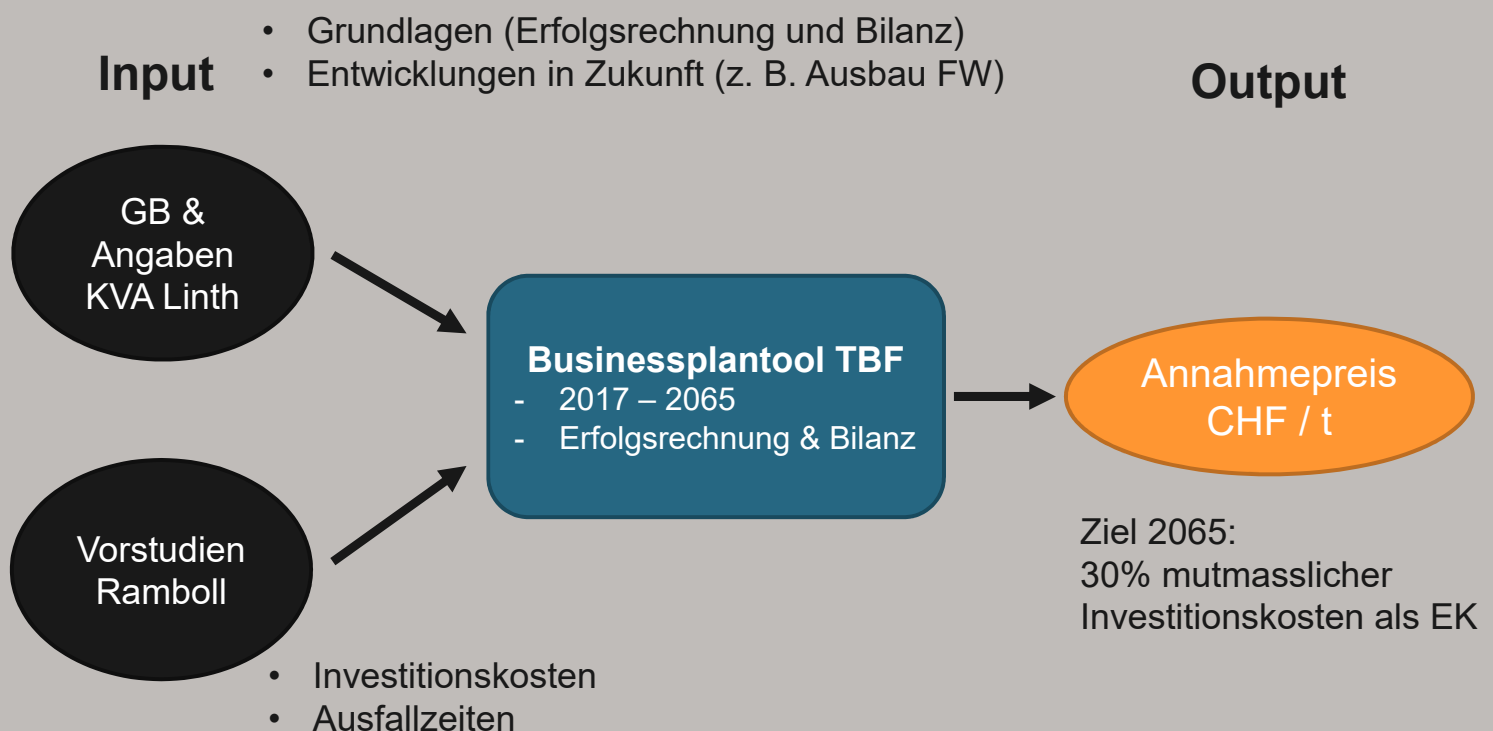 • Grundlagen (Erfolgsrechnung und Bilanz)
Input
• Entwicklungen in Zukunft (z. B. Ausbau FW)
Output
GB &
Angaben
KVA Linth
Businessplantool TBF
- 2017 – 2065
- Erfolgsrechnung & Bilanz
Annahmepreis
CHF / t
Ziel 2065:
30% mutmasslicher
Investitionskosten als EK
Vorstudien
Ramboll
• Investitionskosten
• Ausfallzeiten